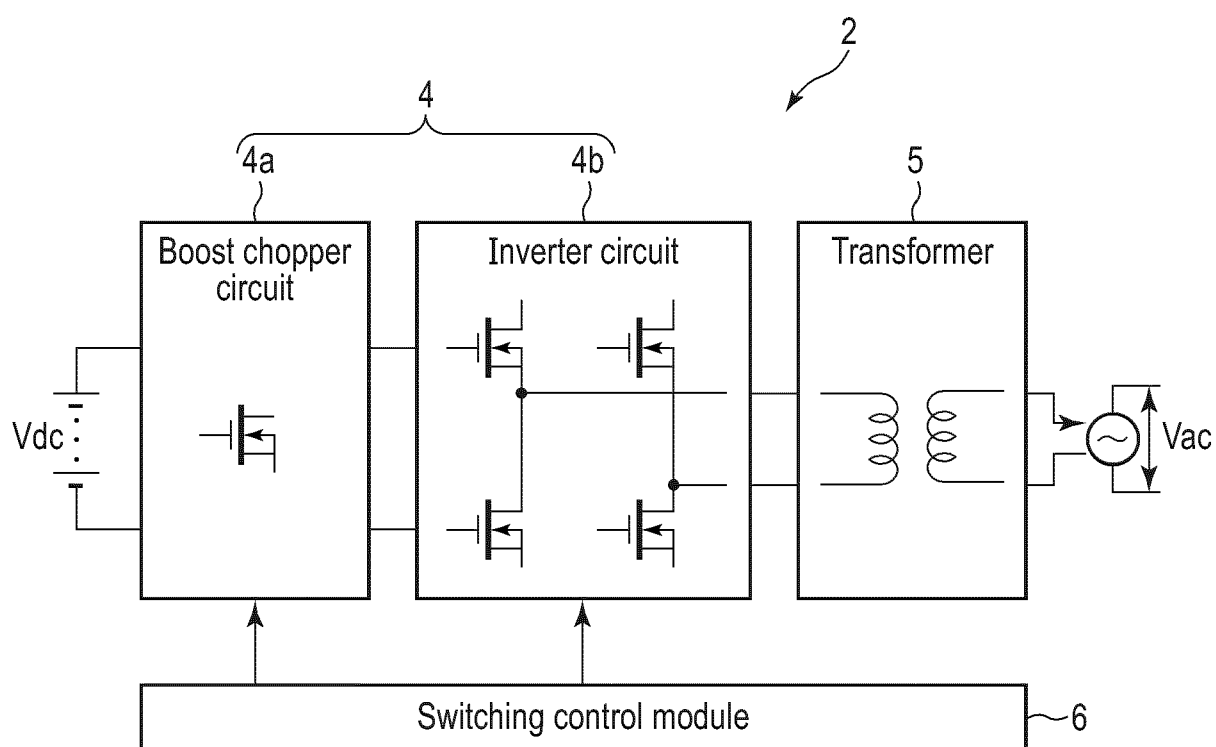 2
4
4a
4b
5
Boost chopper
circuit
Inverter circuit
Transformer
Vdc
Vac
Switching control module
6